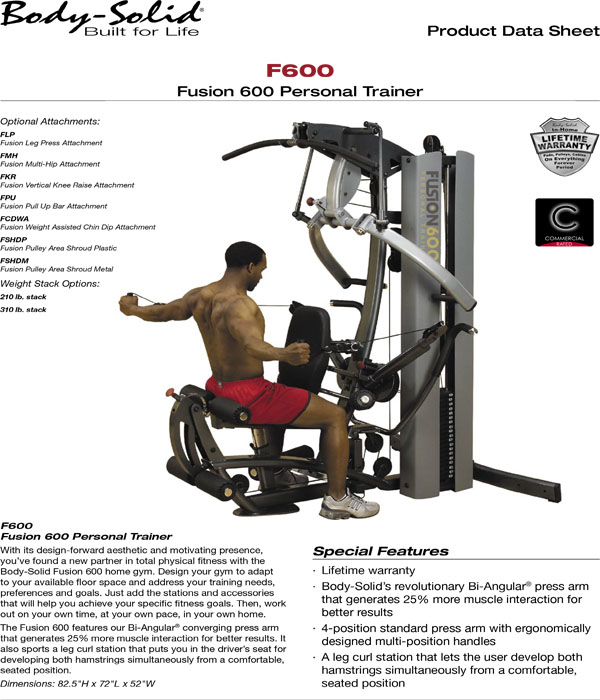 Body-Solid®
Built for Life
Product Data Sheet
F600
Fusion 600 Personal Trainer
Optional Attachments:
FLP
Fusion Leg Press Attachment
FMH
Fusion Multi-Hip Attachment
FKR
Fusion Vertical Knee Raise Attachment
FPU
Fusion Pull Up Bar Attachment
FCDWA
Fusion Weight Assisted Chin Dip Attachment
FSHDP
Fusion Pulley Area Shroud Plastic
FSHDM
Fusion Pulley Area Shroud Metal
Weight Stack Options:
210 lb. stack
310 lb. stack
FUSION 600
Body-Solid
In-Home
LIFETIME
WARRANTY
Pads, Pulleys, Cables
On Everything
Forever
Period
COMMERCIAL
RATED
F600
Fusion 600 Personal Trainer
With its design-forward aesthetic and motivating presence,
you've found a new partner in total physical fitness with the
Body-Solid Fusion 600 home gym. Design your gym to adapt
to your available floor space and address your training needs,
preferences and goals. Just add the stations and accessories
that will help you achieve your specific fitness goals. Then, work
out on your own time, at your own pace, in your own home.
The Fusion 600 features our Bi-Angular® converging press arm
that generates 25% more muscle interaction for better results. It
also sports a leg curl station that puts you in the driver's seat for
developing both hamstrings simultaneously from a comfortable,
seated position.
Dimensions: 82.5"H x 72"L x 52"W
Special Features
· Lifetime warranty
· Body-Solid's revolutionary Bi-Angular® press arm
that generates 25% more muscle interaction for
better results
· 4-position standard press arm with ergonomically
designed multi-position handles
· A leg curl station that lets the user develop both
hamstrings simultaneously from a comfortable,
seated position